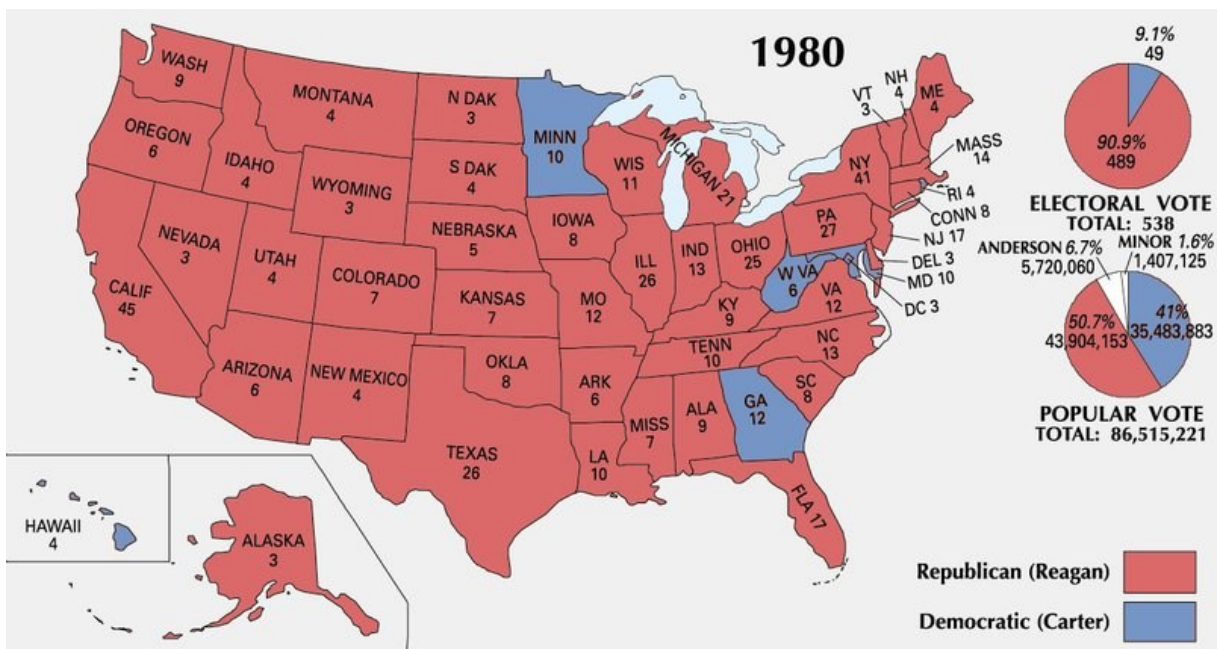 1980
WASH
9
OREGON
6
CALIF
45
NEVADA
3
IDAHO
4
MONTANA
4
WYOMING
3
UTAH
4
COLORADO
7
ARIZONA
6
NEW MEXICO
4
N DAK
3
S DAK
4
NEBRASKA
5
KANSAS
7
OKLA
8
TEXAS
26
MINN
10
IOWA
8
MO
12
ARK
6
LA
10
WIS
11
ILL
26
MICHIGAN 21
IND
13
OHIO
25
KY
9
TENN
10
MISS
7
ALA
9
GA
12
FLA 17
SC
8
NC
13
VA
12
W VA
6
PA
27
NY
41
VT
3
NH
4
ME
4
MASS
14
RI 4
CONN 8
NJ 17
DEL 3
MD 10
DC 3
HAWAII
4
ALASKA
3
9.1%
49
90.9%
489
ELECTORAL VOTE
TOTAL: 538
ANDERSON 6.7%
5,720,060
MINOR 1.6%
1,407,125
50.7%
43,904,153
41%
35,483,883
POPULAR VOTE
TOTAL: 86,515,221
Republican (Reagan)
Democratic (Carter)